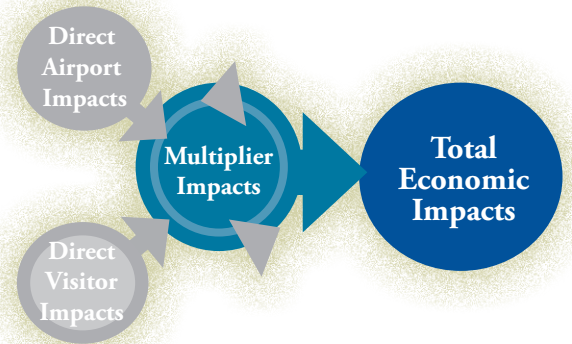 Direct
Airport
Impacts
Multiplier
Impacts
Total
Economic
Impacts
Direct
Visitor
Impacts